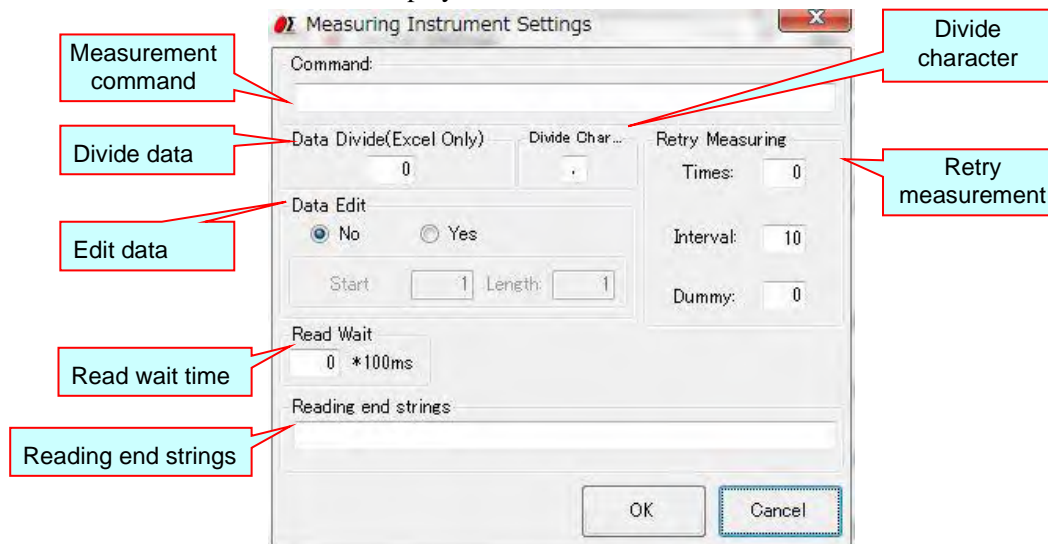 Measuring Instrument Settings
Measurement
command
Divide
character
Command:
Divide data
Data Divide(Excel Only)
0
Divide Char...
,
Retry Measuring
Times: 0
Retry
measurement
Edit data
Data Edit
No Yes
Interval: 10
Start 1 Length: 1
Dummy: 0
Read wait time
Read Wait
0 *100ms
Reading end strings
Reading end strings
OK Cancel